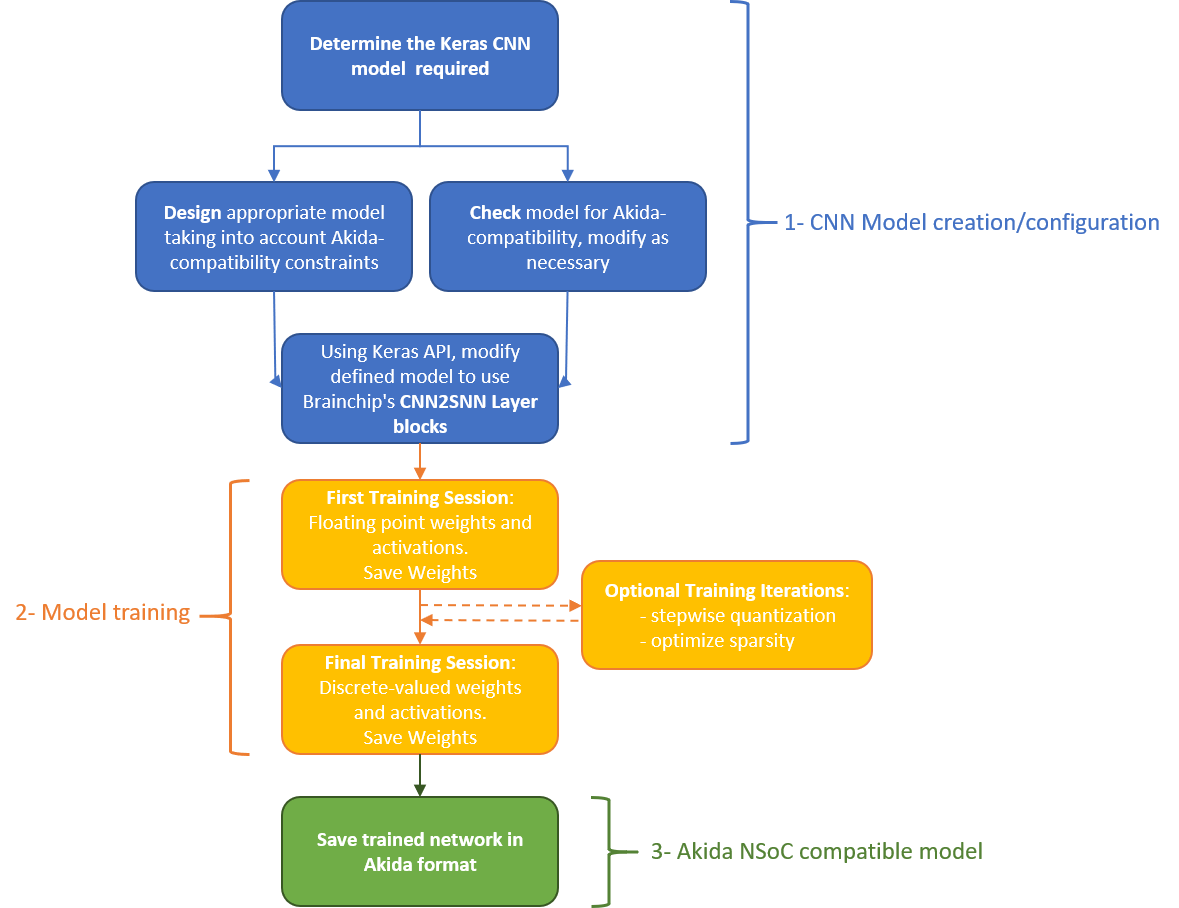 Determine the Keras CNN
model required
Design appropriate model
taking into account Akida-
compatibility constraints
Check model for Akida-
compatibility, modify as
necessary
1- CNN Model creation/configuration
Using Keras API, modify
defined model to use
Brainchip's CNN2SNN Layer
blocks
First Training Session:
Floating point weights and
activations.
Save Weights
Optional Training Iterations:
- stepwise quantization
- optimize sparsity
2- Model training
Final Training Session:
Discrete-valued weights
and activations.
Save Weights
Save trained network in
Akida format
3- Akida NSoC compatible model